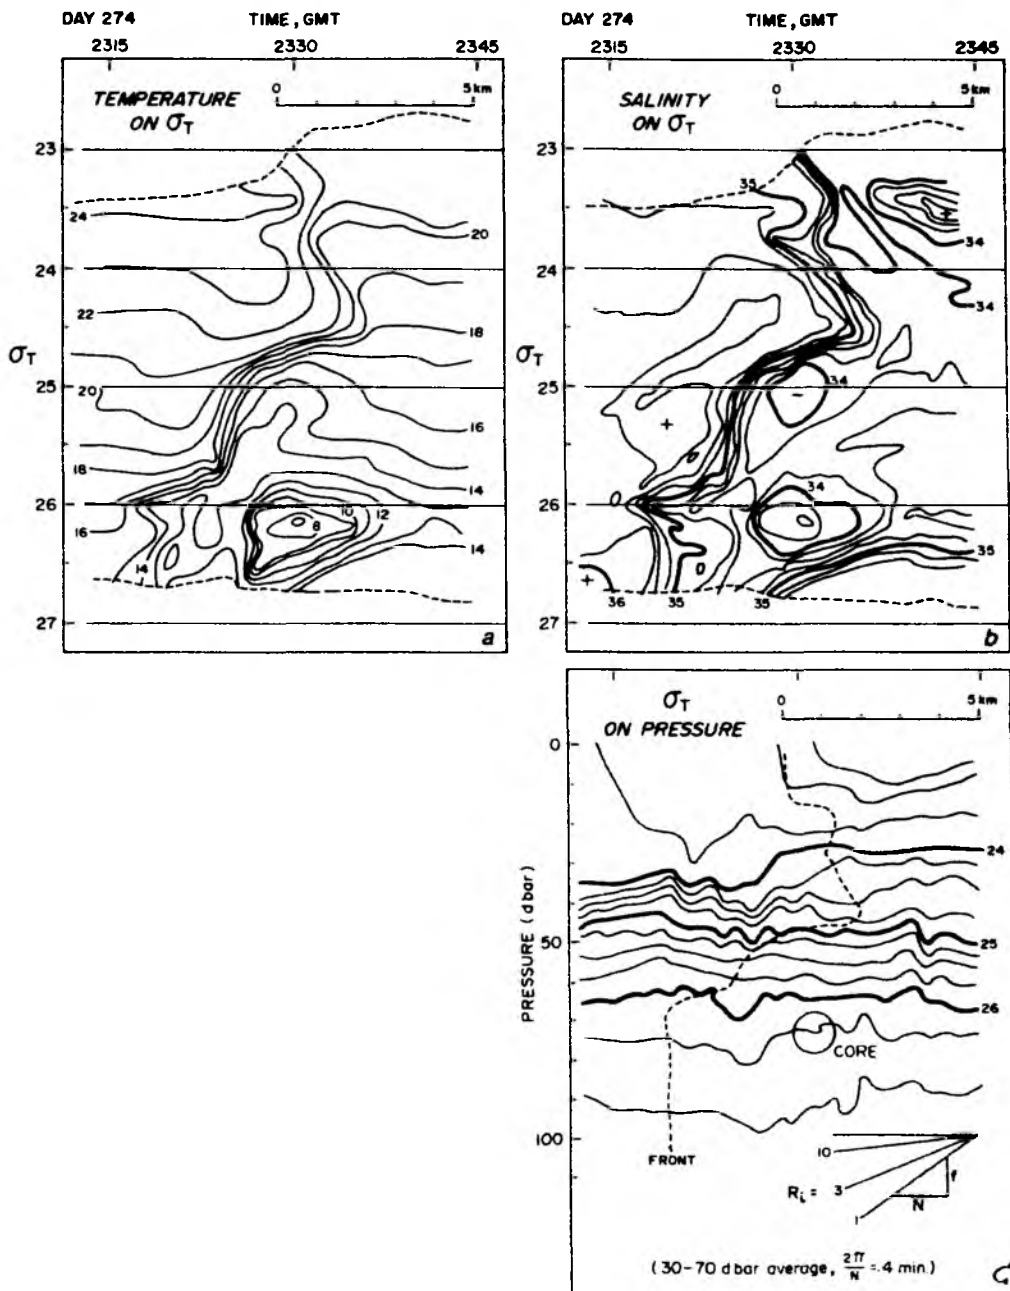 DAY 274 TIME, GMT
2315 2330 2345
TEMPERATURE
ON σT
0 5 km
23
24
25
26
27
σT
24
22
20
18
16
14
20
18
16
14
14
10
12
8
a
DAY 274 TIME, GMT
2315 2330 2345
SALINITY
ON σT
0 5 km
23
24
25
26
27
σT
35
+
34
34
34
-
+
34
35
+
36 35 35
b
σT
ON PRESSURE
0 5 km
0
50
100
PRESSURE (dbar)
24
25
26
CORE
FRONT
10
Ri = 3
1
f
N
(30-70 dbar average, 2π/N = .4 min.)